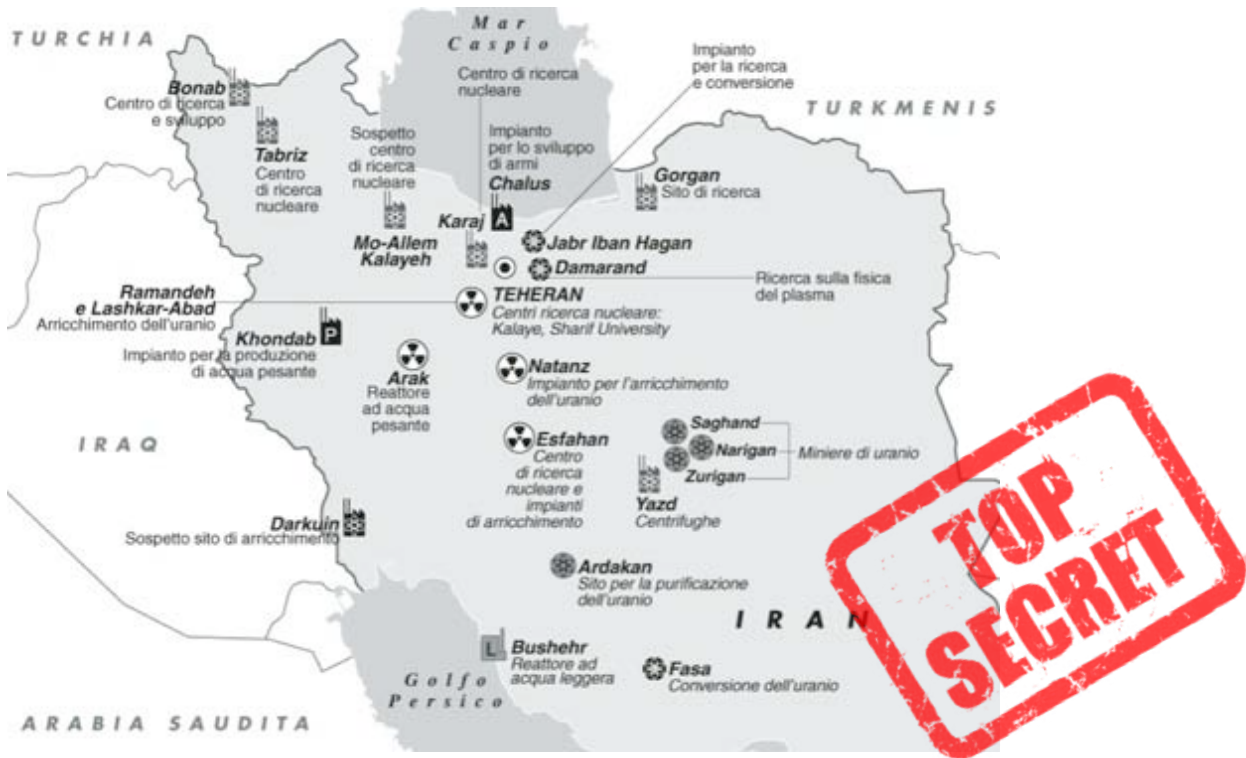 TURCHIA
Mar
Caspio
Impianto
per la ricerca
e conversione
TURKMENIS
Bonab
Centro di ricerca
e sviluppo
Centro di ricerca
nucleare
Tabriz
Centro
di ricerca
nucleare
Sospetto
centro
di ricerca
nucleare
Mo-Allem
Kalayeh
Impianto
per lo sviluppo
di armi
Chalus
A
Gorgan
Sito di ricerca
Karaj
Jabr Iban Hagan
Damarand
Ricerca sulla fisica
del plasma
Ramandeh
e Lashkar-Abad
Arricchimento dell'uranio
TEHERAN
Centri ricerca nucleare:
Kalaye, Sharif University
Khondab
P
Impianto per la produzione
di acqua pesante
Arak
Reattore
ad acqua
pesante
Natanz
Impianto per l'arricchimento
dell'uranio
IRAQ
Esfahan
Centro
di ricerca
nucleare e
impianti
di arricchimento
Saghand
Narigan
Zurigan
Miniere di uranio
Yazd
Centrifughe
Darkuin
Sospetto sito di arricchimento
Ardakan
Sito per la purificazione
dell'uranio
IRAN
TOP
SECRET
L
Bushehr
Reattore ad
acqua leggera
Fasa
Conversione dell'uranio
Golfo
Persico
ARABIA SAUDITA